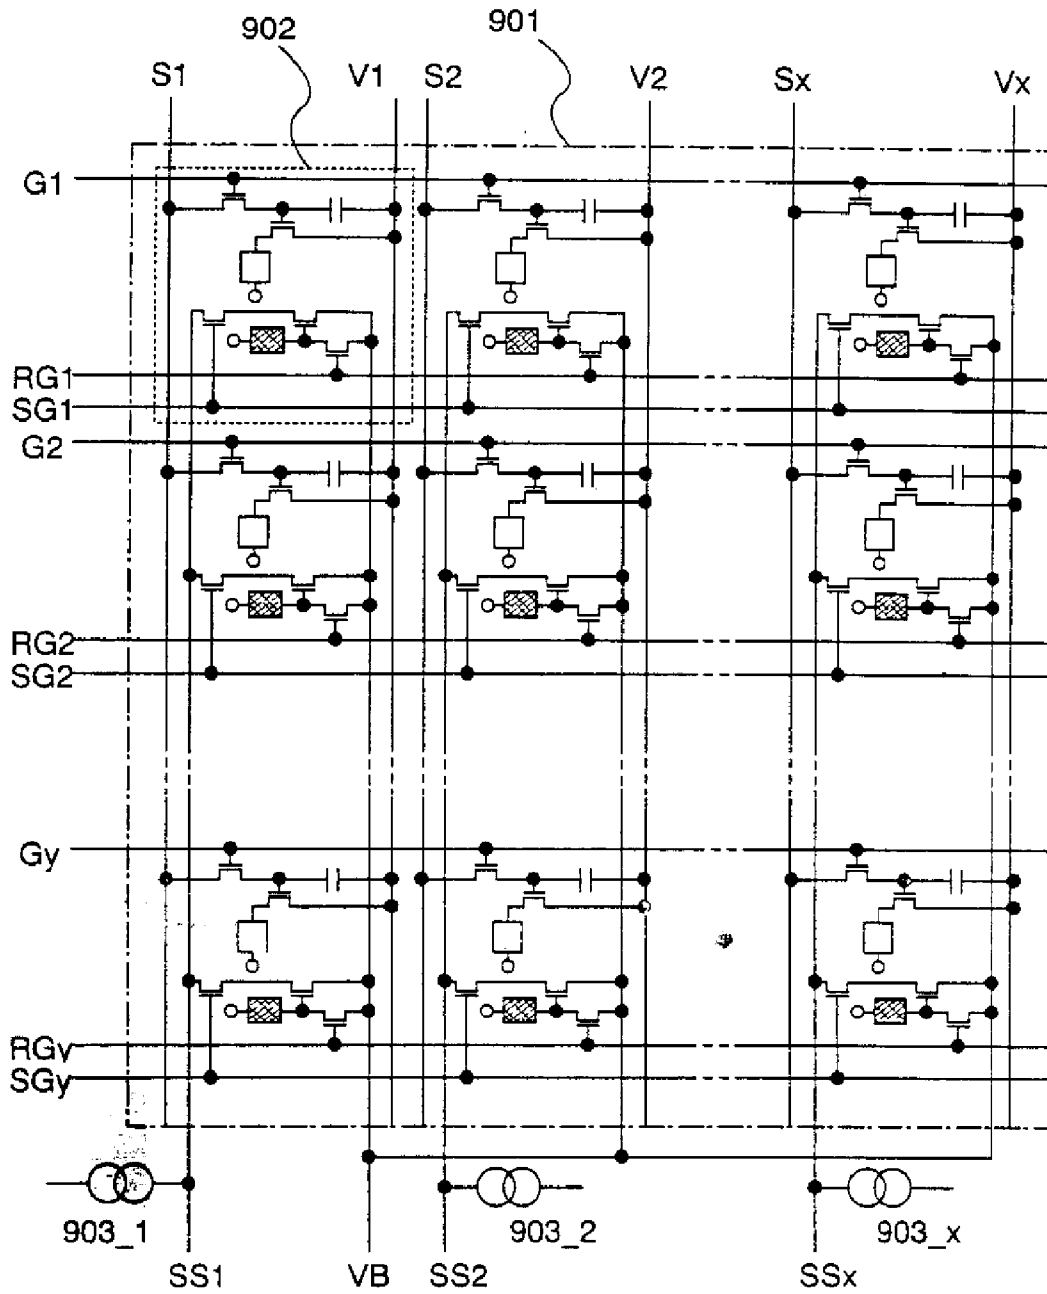 902
901
S1 V1 S2 V2 Sx Vx
G1
RG1
SG1
G2
RG2
SG2
Gy
RGy
SGy
903_1 903_2 903_x
SS1 VB SS2 SSx